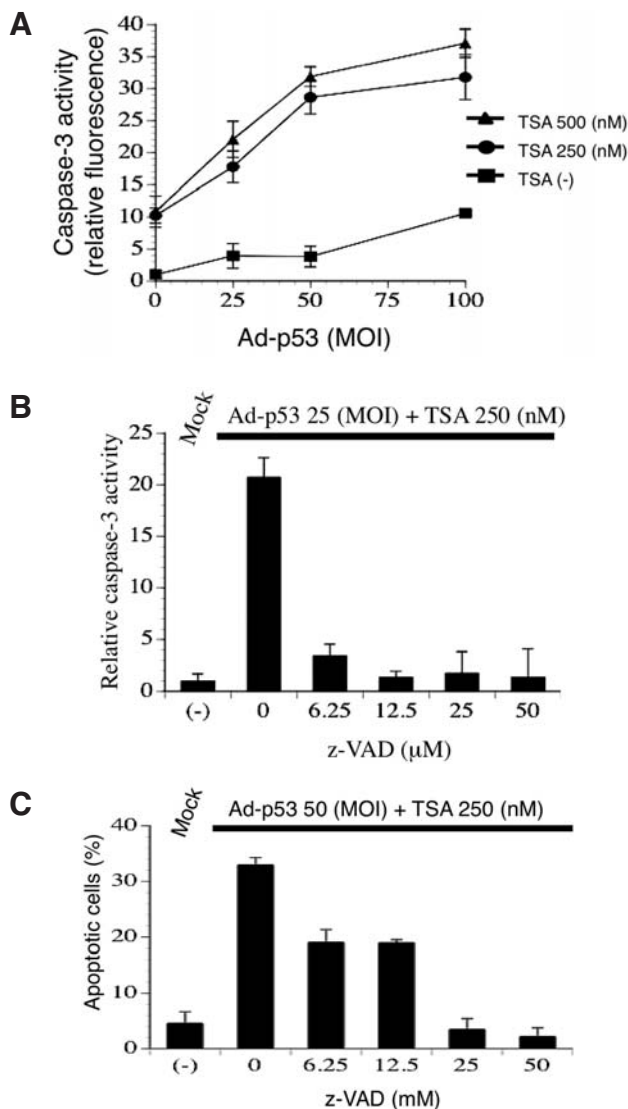 A
Caspase-3 activity
(relative fluorescence)
40
35
30
25
20
15
10
5
0
0 25 50 75 100
Ad-p53 (MOI)
TSA 500 (nM)
TSA 250 (nM)
TSA (-)
B
Mock
Ad-p53 25 (MOI) + TSA 250 (nM)
Relative caspase-3 activity
25
20
15
10
5
0
(-) 0 6.25 12.5 25 50
z-VAD (μM)
C
Mock
Ad-p53 50 (MOI) + TSA 250 (nM)
Apoptotic cells (%)
40
30
20
10
0
(-) 0 6.25 12.5 25 50
z-VAD (mM)